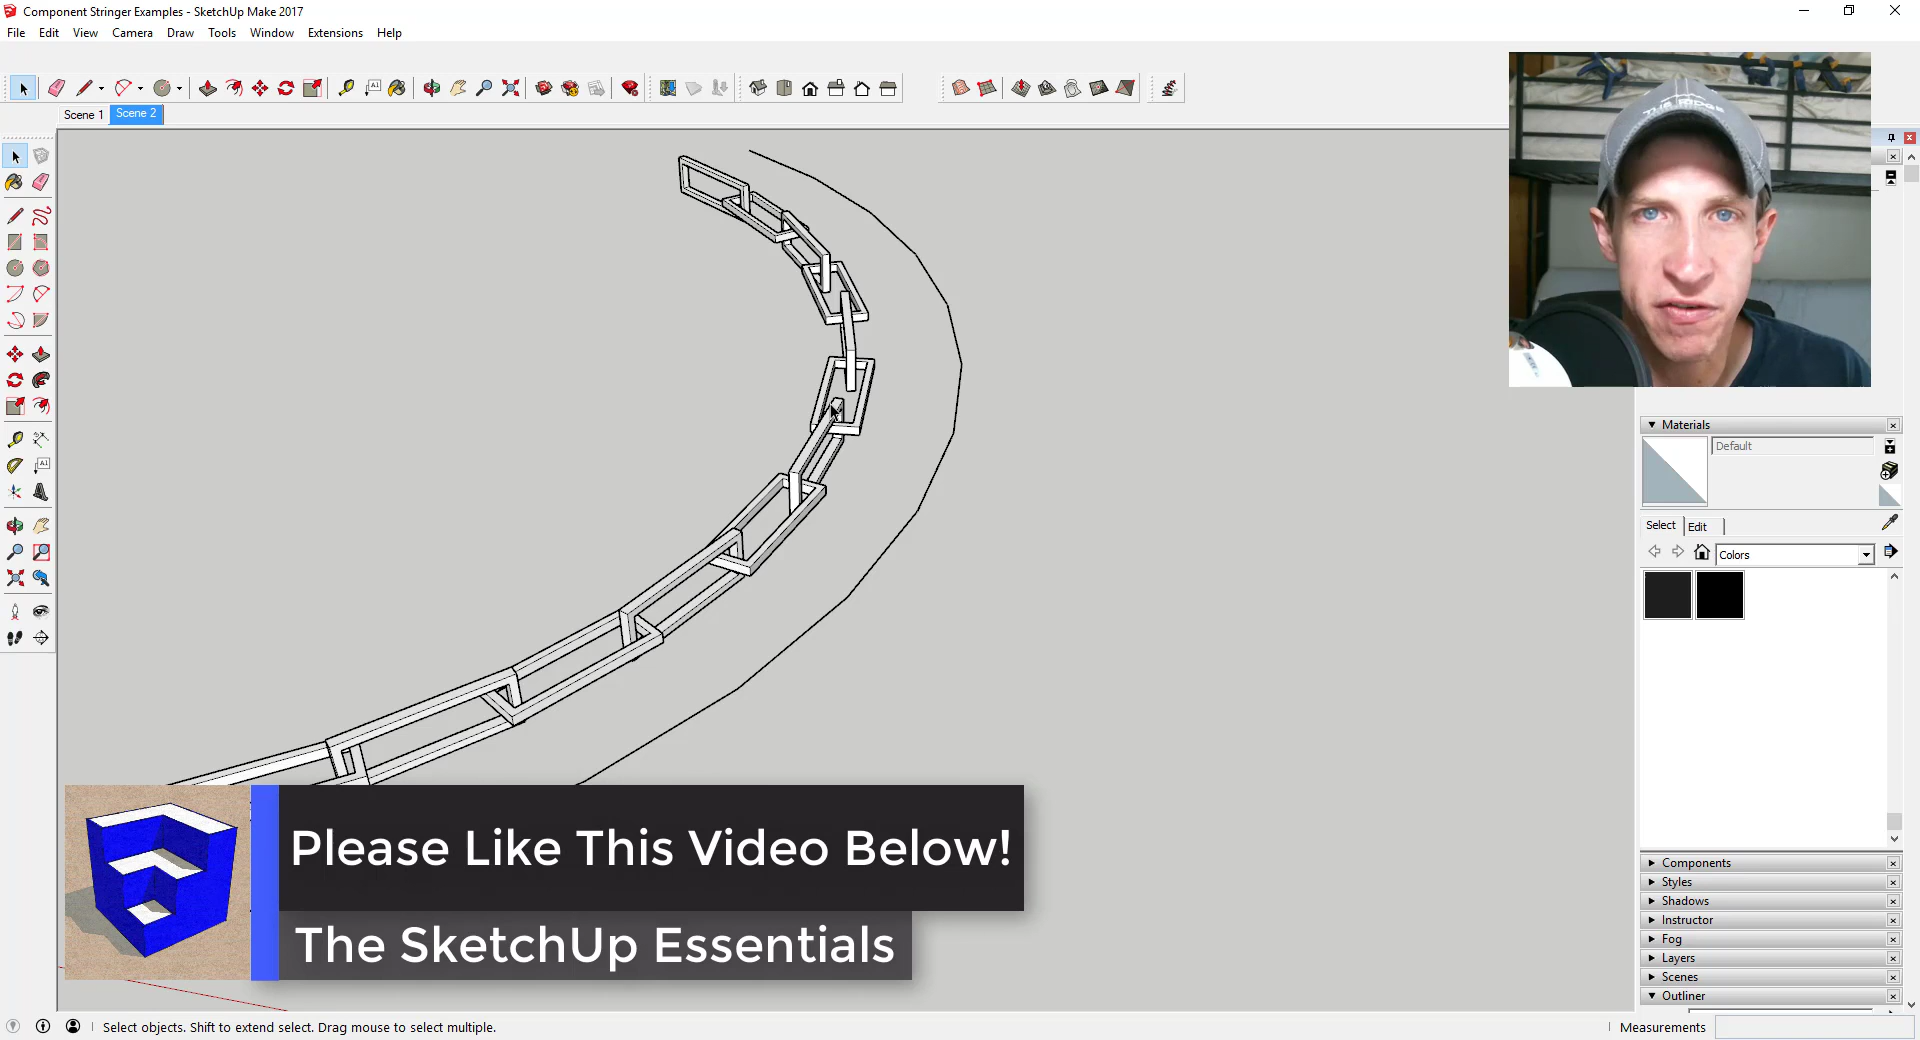 Component Stringer Examples - SketchUp Make 2017
File Edit View Camera Draw Tools Window Extensions Help
Scene 1 Scene 2
THE RIDGE
Materials
Default
Select Edit
Colors
Please Like This Video Below!
The SketchUp Essentials
Components
Styles
Shadows
Instructor
Fog
Layers
Scenes
Outliner
Select objects. Shift to extend select. Drag mouse to select multiple.
Measurements